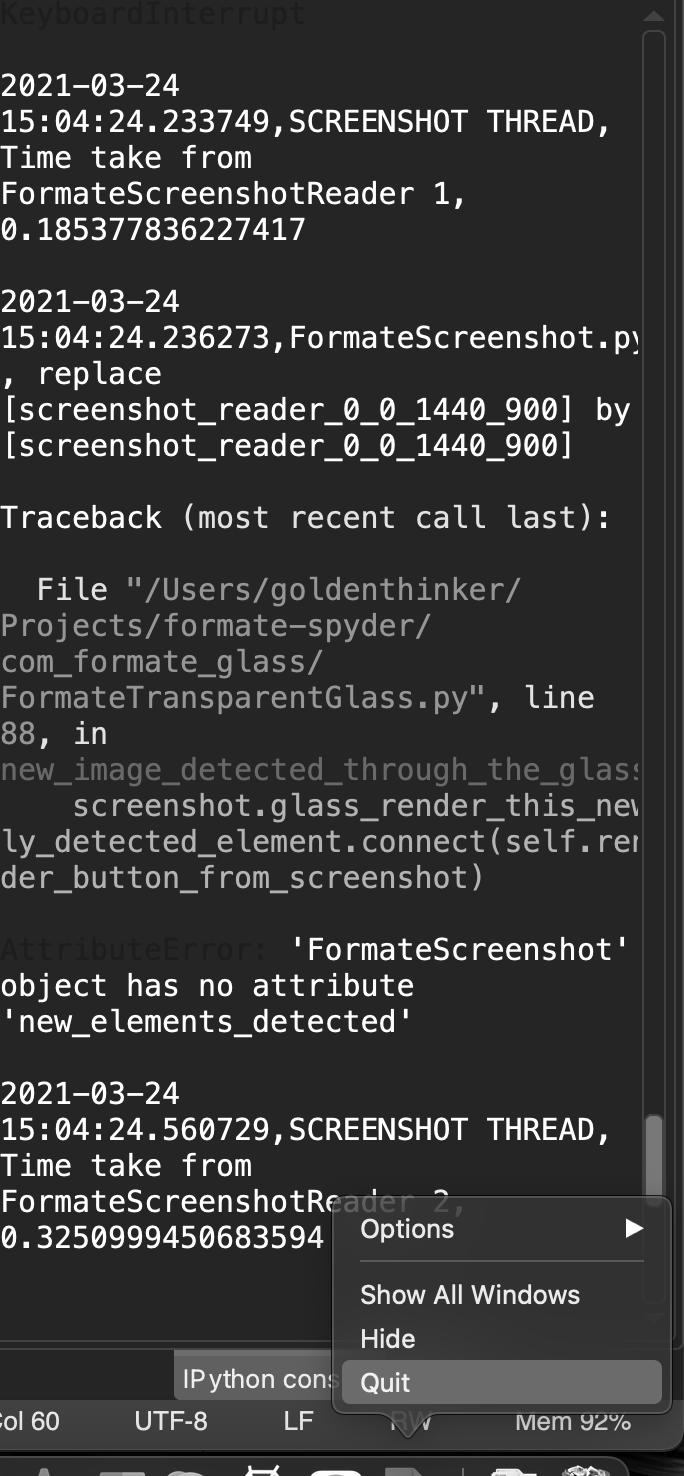 KeyboardInterrupt
2021-03-24
15:04:24.233749,SCREENSHOT THREAD,
Time take from
FormateScreenshotReader 1,
0.185377836227417
2021-03-24
15:04:24.236273,FormateScreenshot.py
, replace
[screenshot_reader_0_0_1440_900] by
[screenshot_reader_0_0_1440_900]
Traceback (most recent call last):
File "/Users/goldenthinker/
Projects/formate-spyder/
com_formate_glass/
FormateTransparentGlass.py", line
88, in
new_image_detected_through_the_glass
screenshot.glass_render_this_new
ly_detected_element.connect(self.ren
der_button_from_screenshot)
AttributeError: 'FormateScreenshot'
object has no attribute
'new_elements_detected'
2021-03-24
15:04:24.560729,SCREENSHOT THREAD,
Time take from
FormateScreenshotReader 2,
0.3250999450683594
Options
Show All Windows
Hide
Quit
IPython cons
Col 60 UTF-8 LF RW Mem 92%